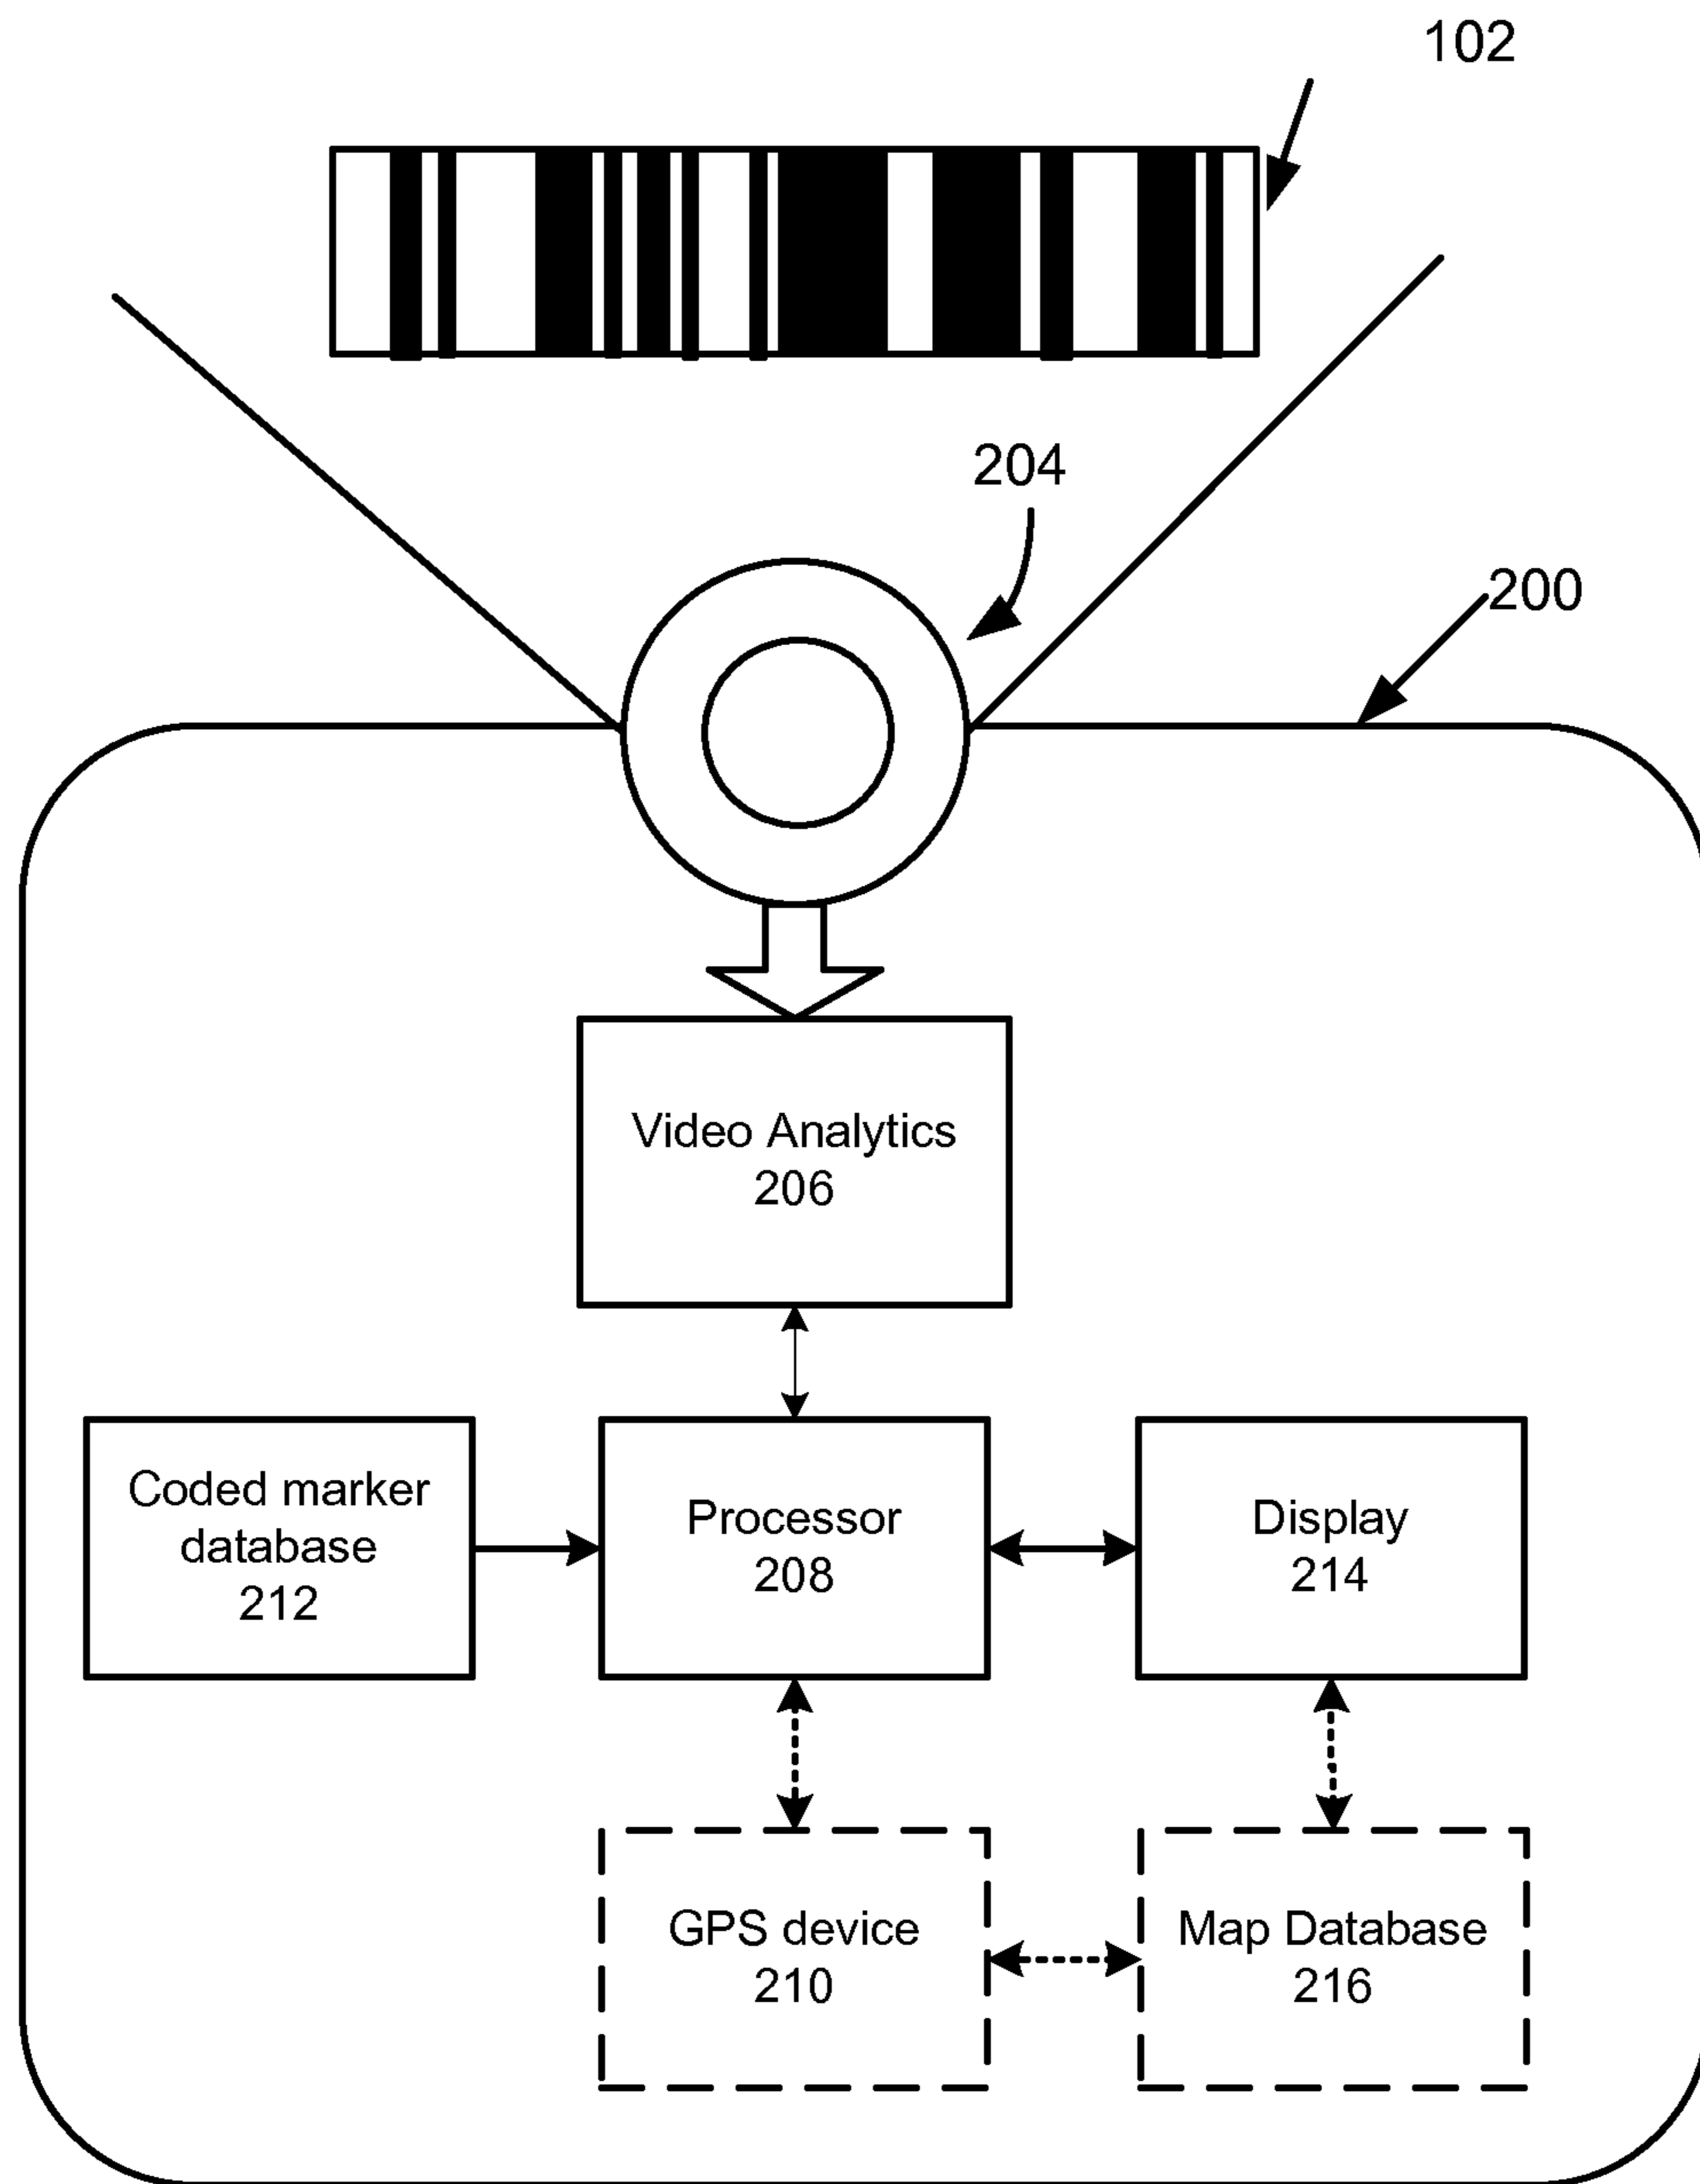 102
204
200
Video Analytics
206
Coded marker
database
212
Processor
208
Display
214
GPS device
210
Map Database
216